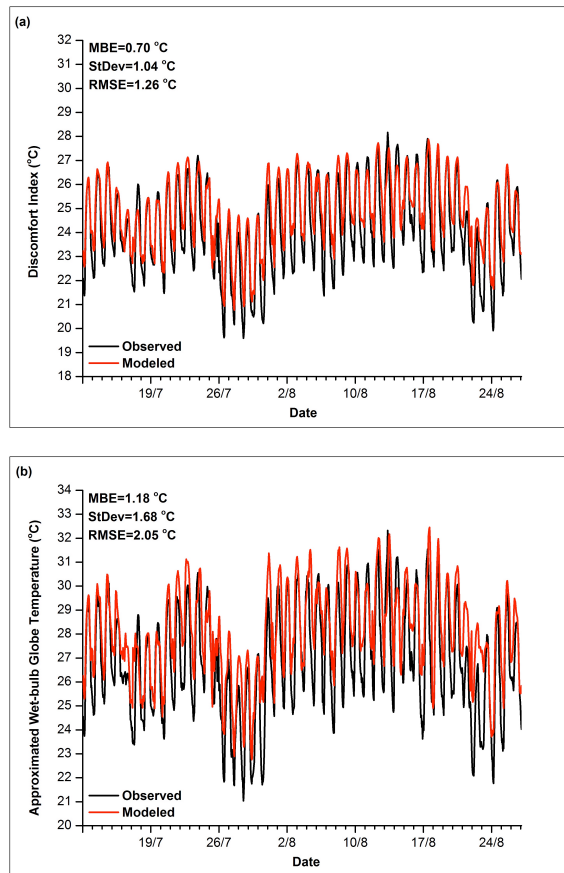 (a)
MBE=0.70 °C
StDev=1.04 °C
RMSE=1.26 °C
32
31
30
29
28
27
26
25
24
23
22
21
20
19
18
Discomfort Index (°C)
Observed
Modeled
19/7 26/7 2/8 10/8 17/8 24/8
Date
(b)
MBE=1.18 °C
StDev=1.68 °C
RMSE=2.05 °C
34
33
32
31
30
29
28
27
26
25
24
23
22
21
20
Approximated Wet-bulb Globe Temperature (°C)
Observed
Modeled
19/7 26/7 2/8 10/8 17/8 24/8
Date